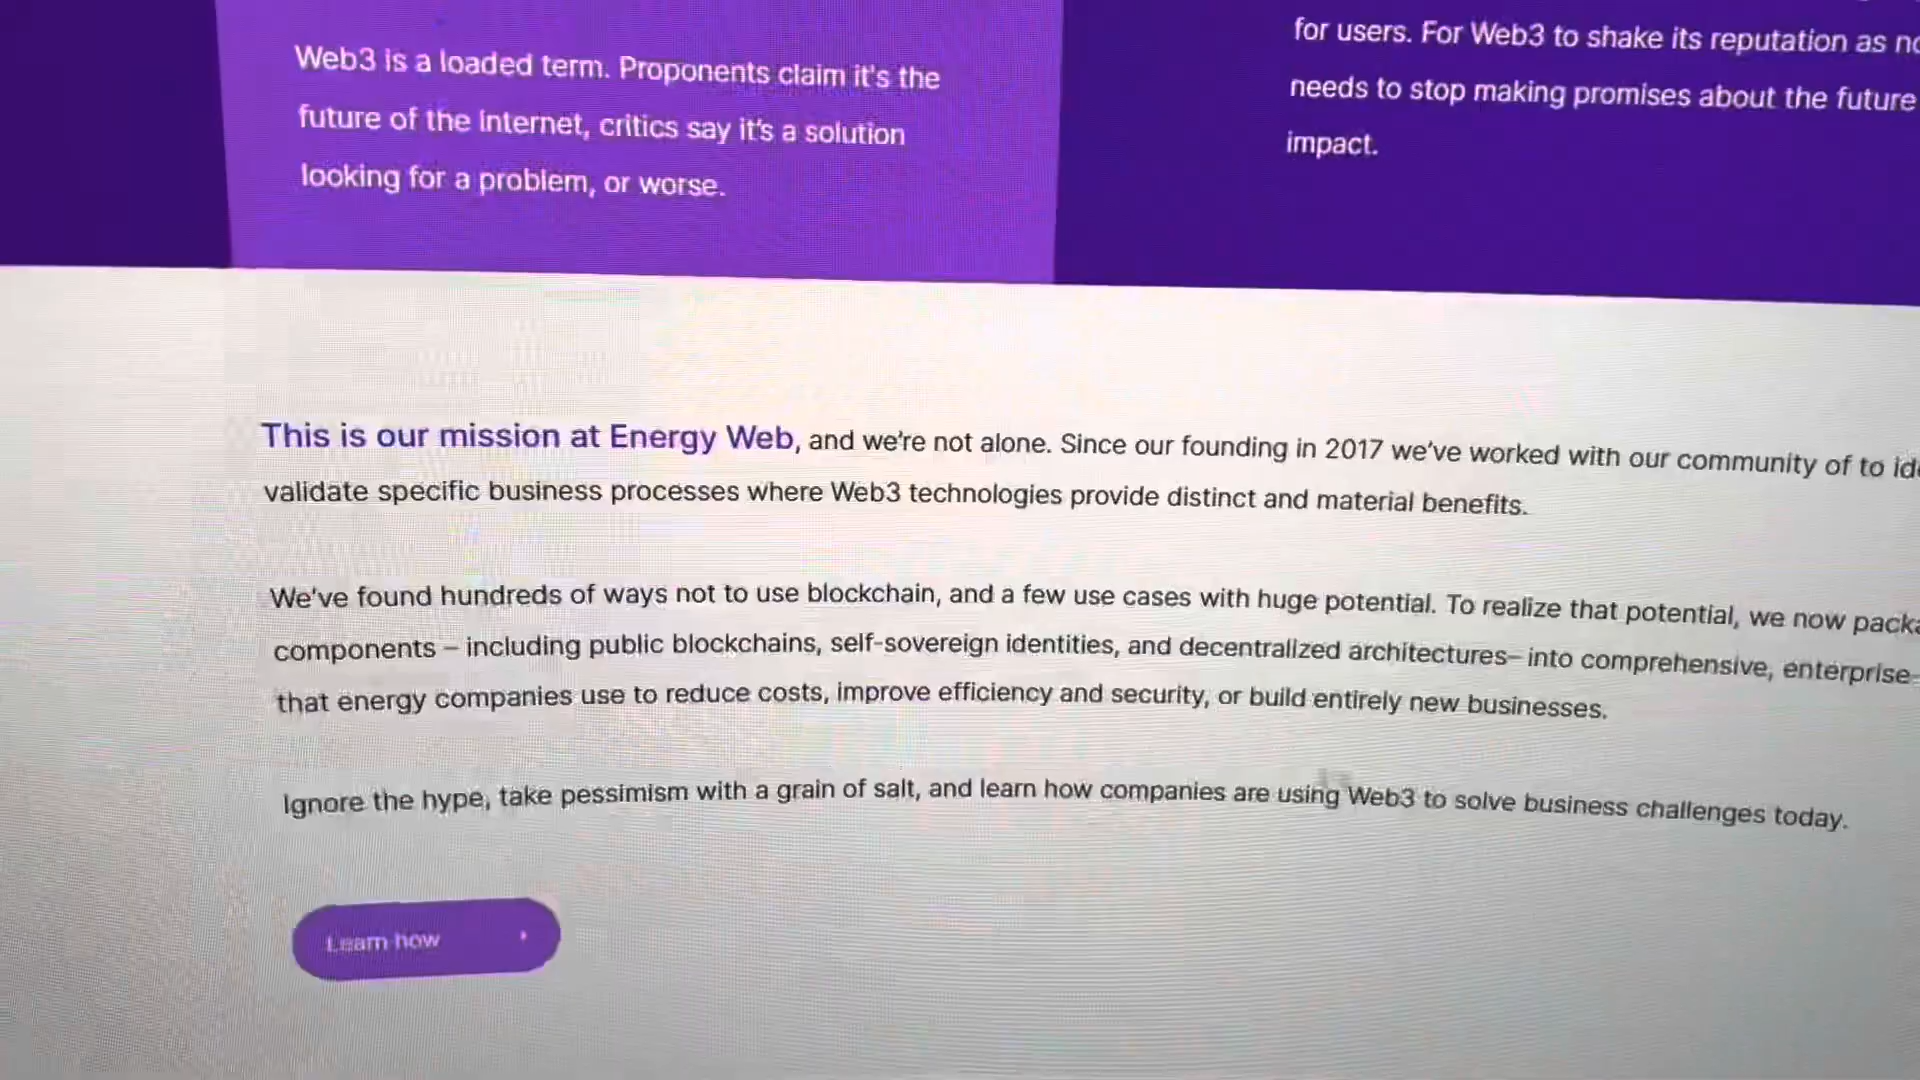 Web3 is a loaded term. Proponents claim it's the
future of the Internet, critics say it's a solution
looking for a problem, or worse.
for users. For Web3 to shake its reputation as
needs to stop making promises about the future
impact.
This is our mission at Energy Web, and we're not alone. Since our founding in 2017 we've worked with our community of to
validate specific business processes where Web3 technologies provide distinct and material benefits.
We've found hundreds of ways not to use blockchain, and a few use cases with huge potential. To realize that potential, we now
components – including public blockchains, self-sovereign identities, and decentralized architectures– into comprehensive, enterprise-
that energy companies use to reduce costs, improve efficiency and security, or build entirely new businesses.
Ignore the hype, take pessimism with a grain of salt, and learn how companies are using Web3 to solve business challenges today.
Learn how